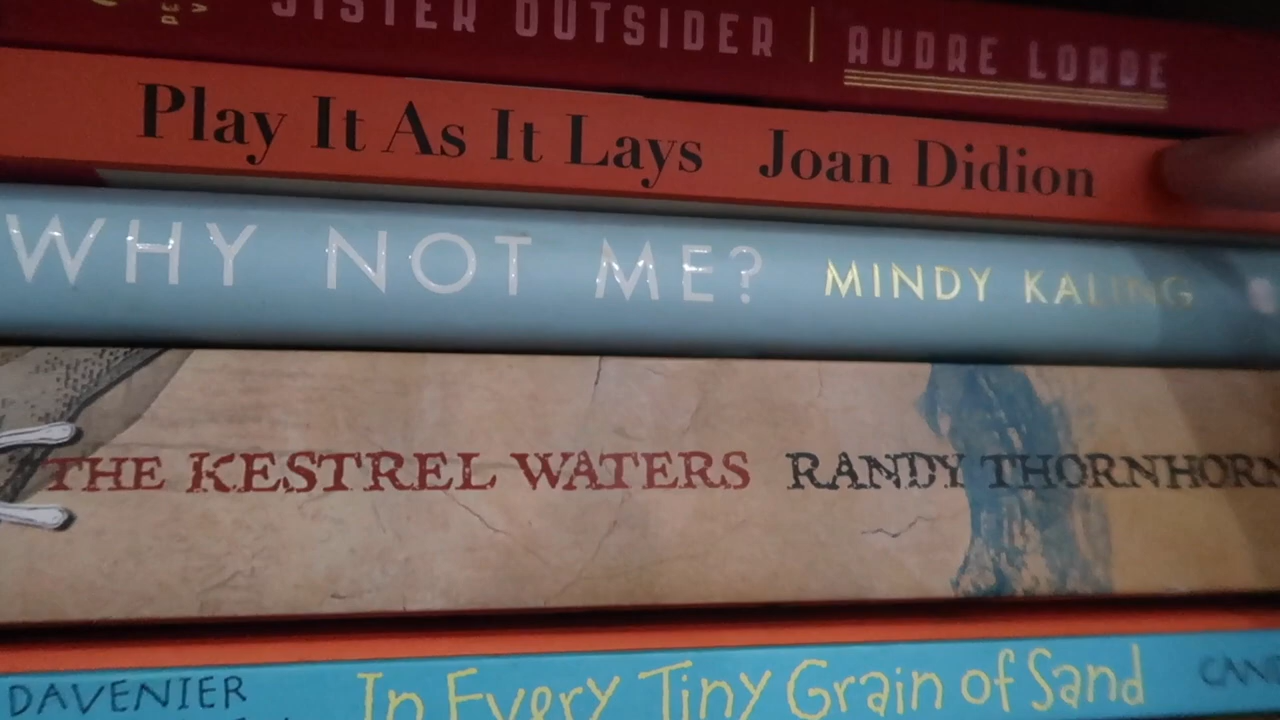 SISTER OUTSIDER | AUDRE LORDE
Play It As It Lays Joan Didion
WHY NOT ME? MINDY KALING
THE KESTREL WATERS RANDY THORNHORN
DAVENIER In Every Tiny Grain of Sand CAND